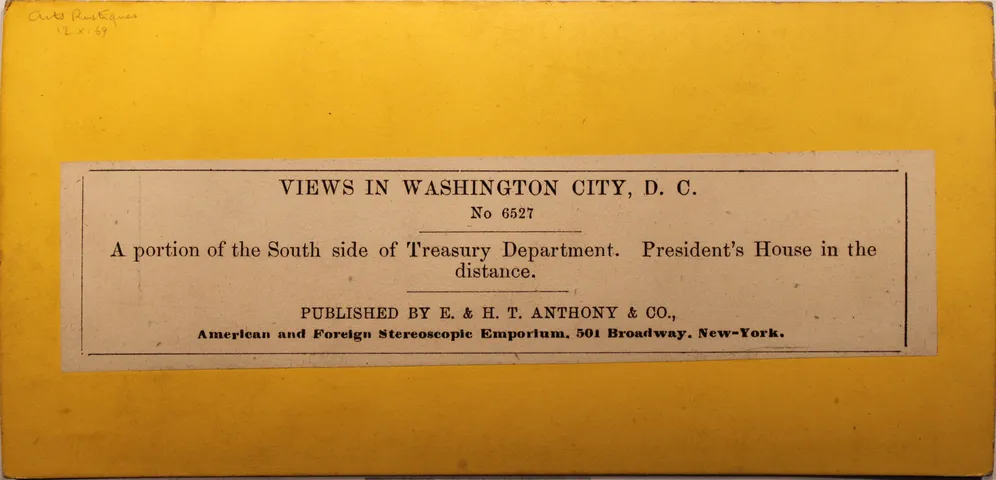 Arts Rustiques
12 x 69
VIEWS IN WASHINGTON CITY, D. C.
No 6527
A portion of the South side of Treasury Department. President's House in the
distance.
PUBLISHED BY E. & H. T. ANTHONY & CO.,
American and Foreign Stereoscopic Emporium. 501 Broadway. New-York.